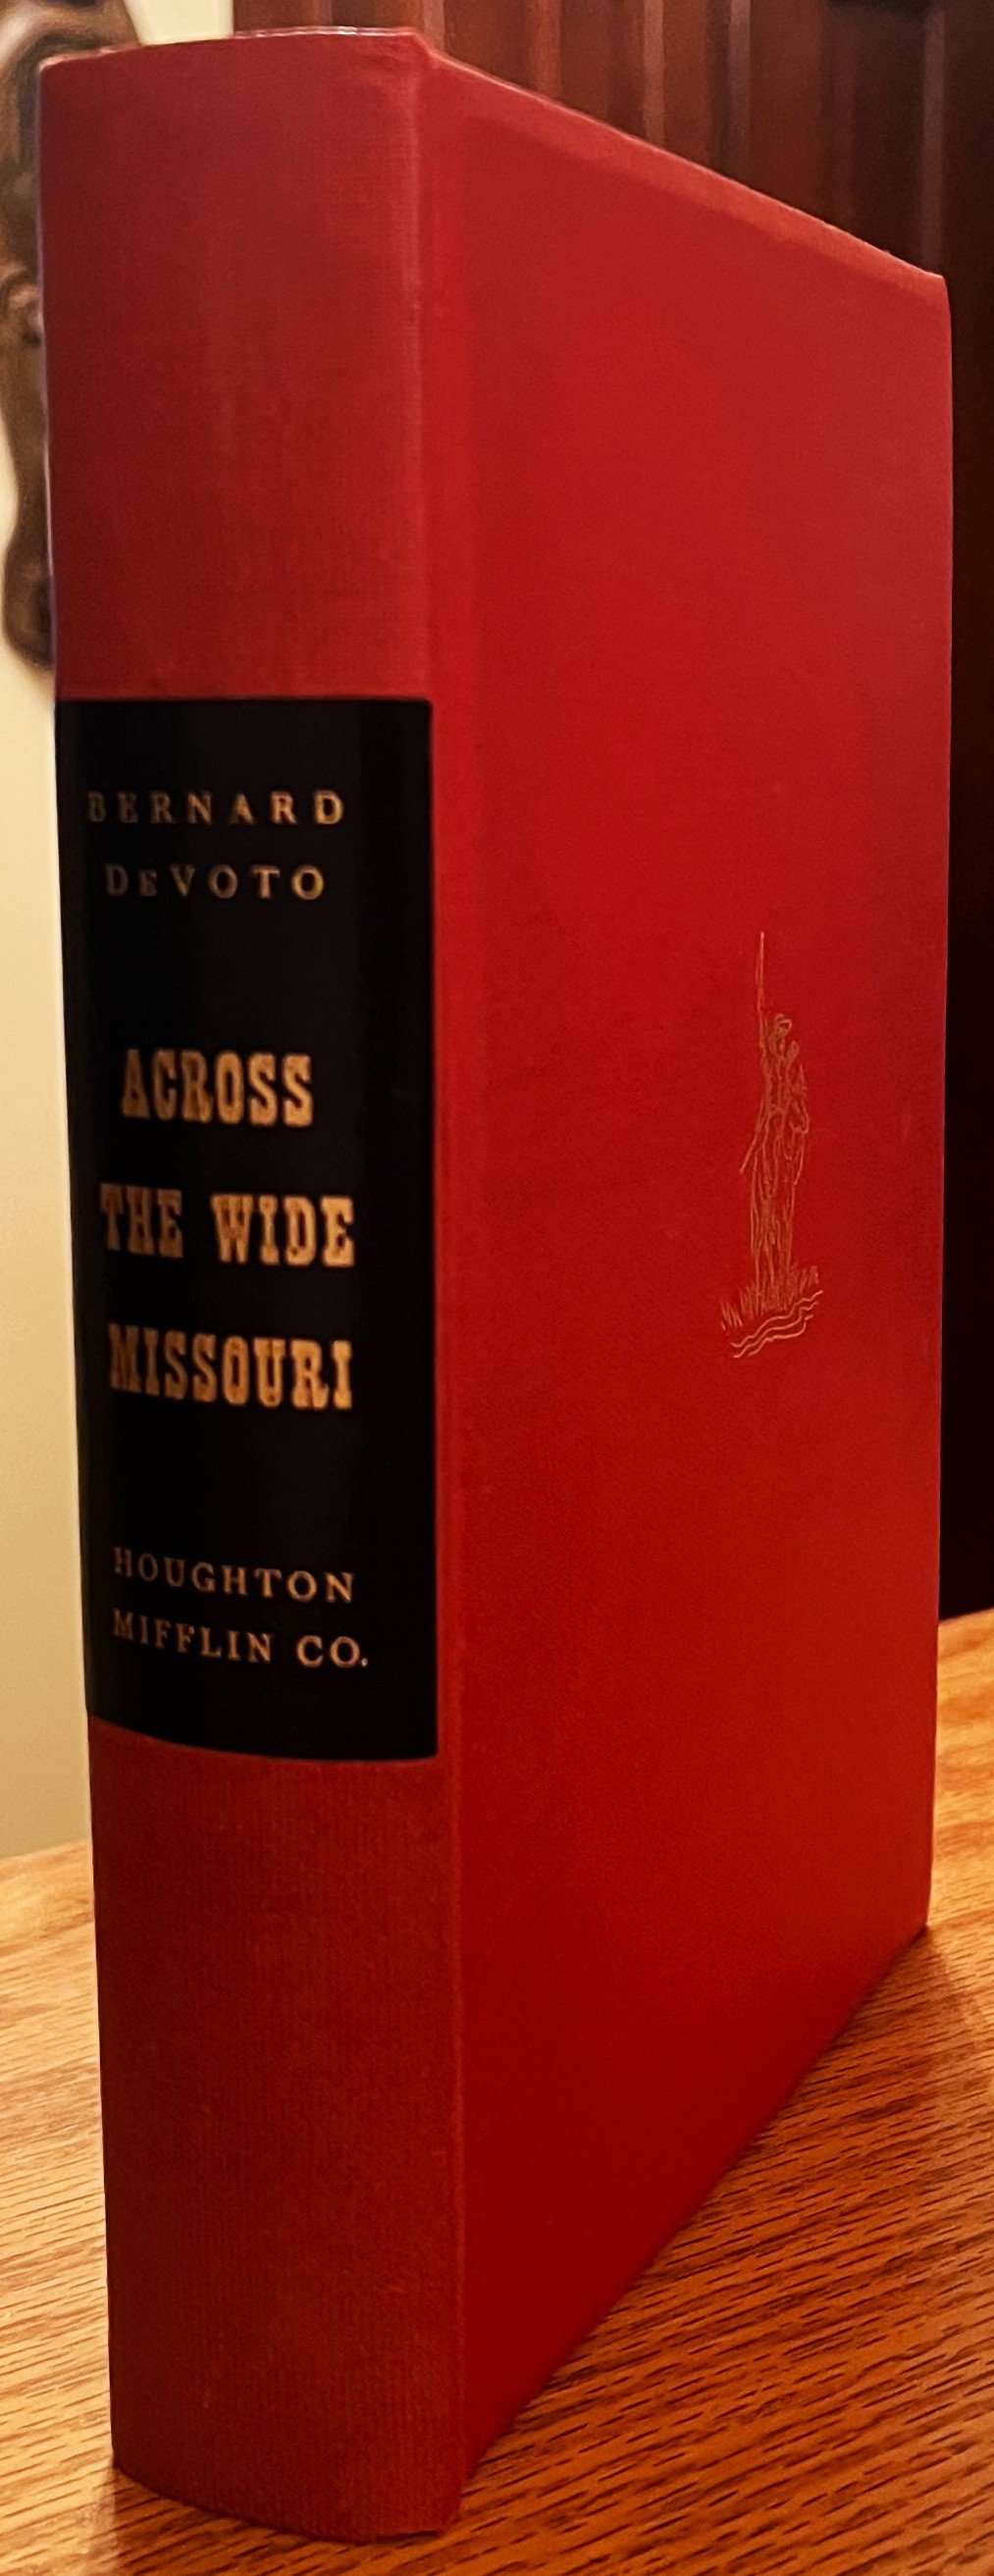 BERNARD
DEVOTO
ACROSS
THE WIDE
MISSOURI
HOUGHTON
MIFFLIN CO.